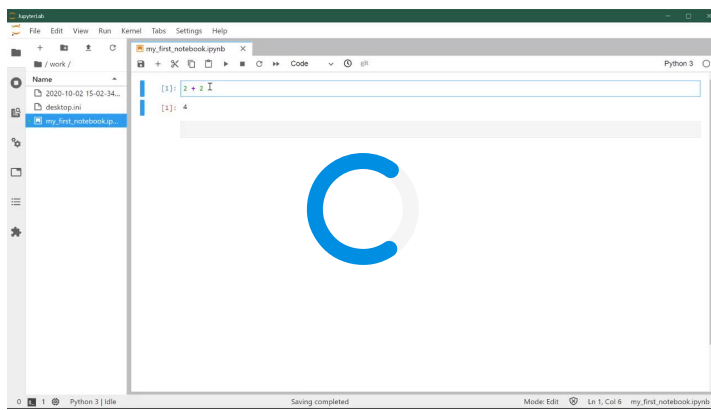 JupyterLab
File Edit View Run Kernel Tabs Settings Help
my_first_notebook.ipynb
/ work /
Code
Python 3
Name
2020-10-02 15-02-34...
desktop.ini
my_first_notebook.ip...
[1]: 2 + 2
[1]: 4
0 1 Python 3 | Idle Saving completed Mode: Edit Ln 1, Col 6 my_first_notebook.ipynb